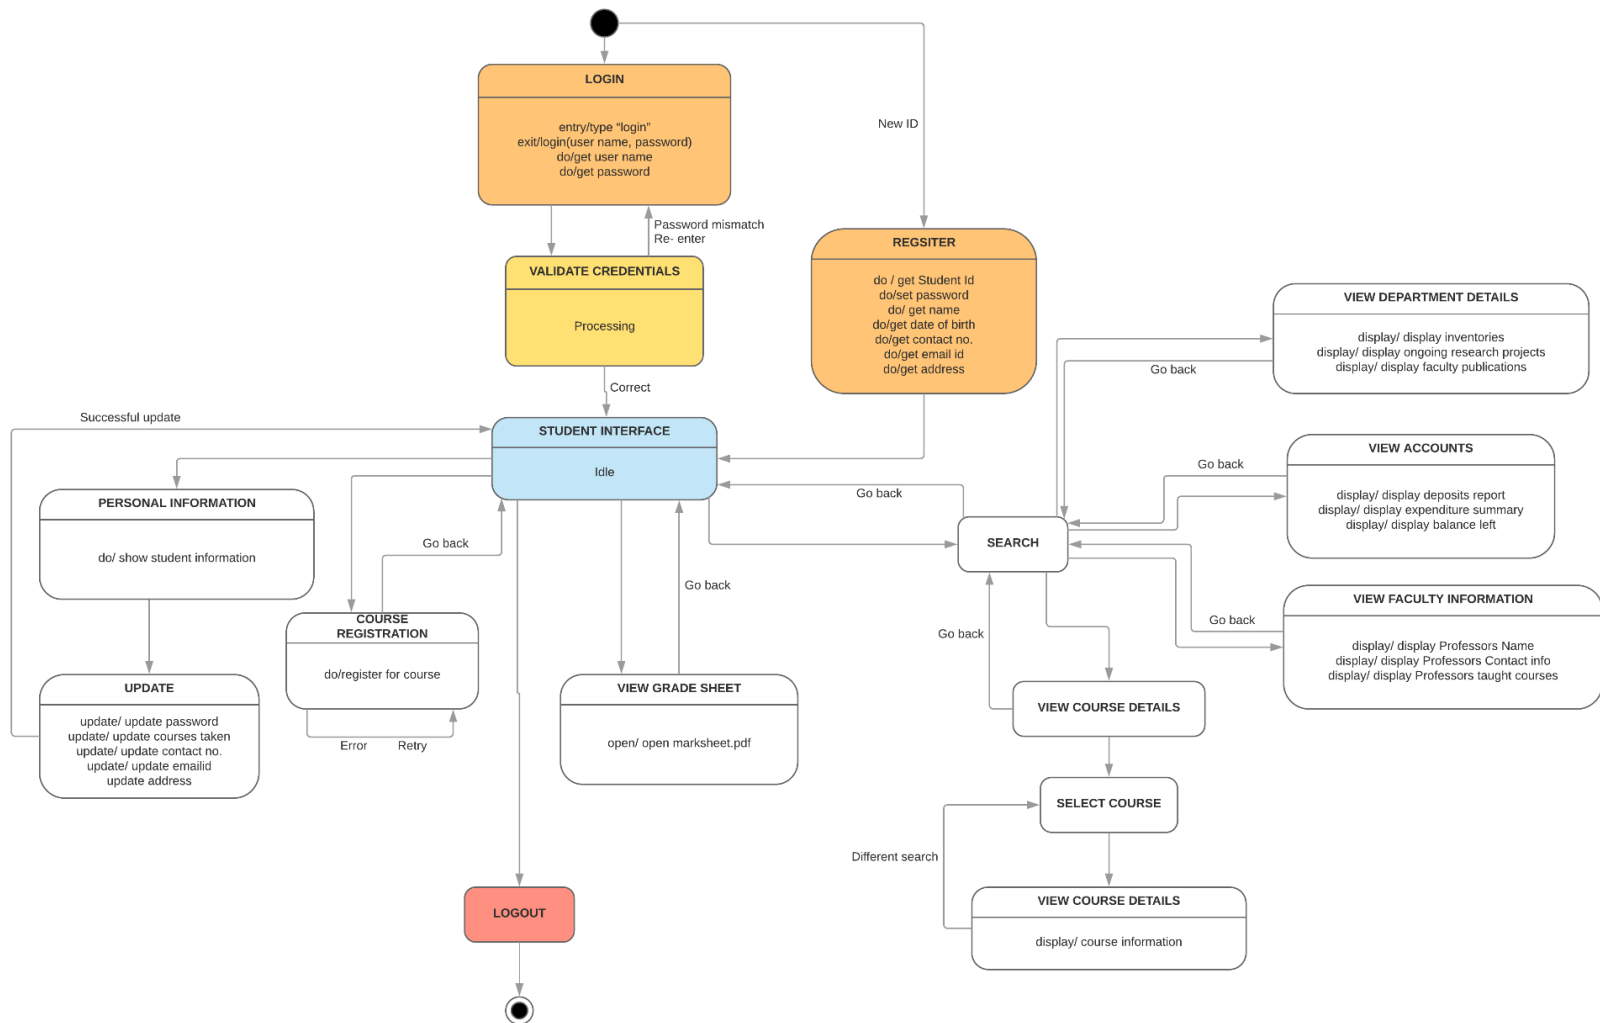 LOGIN
entry/type “login”
exit/login(user name, password)
do/get user name
do/get password
New ID
Password mismatch
Re- enter
REGSITER
do / get Student Id
do/set password
do/ get name
do/get date of birth
do/get contact no.
do/get email id
do/get address
VALIDATE CREDENTIALS
Processing
Correct
VIEW DEPARTMENT DETAILS
display/ display inventories
display/ display ongoing research projects
display/ display faculty publications
Go back
Successful update
STUDENT INTERFACE
Idle
VIEW ACCOUNTS
display/ display deposits report
display/ display expenditure summary
display/ display balance left
Go back
Go back
PERSONAL INFORMATION
do/ show student information
Go back
SEARCH
Go back
VIEW FACULTY INFORMATION
display/ display Professors Name
display/ display Professors Contact info
display/ display Professors taught courses
Go back
COURSE
REGISTRATION
do/register for course
Error
Retry
Go back
UPDATE
update/ update password
update/ update courses taken
update/ update contact no.
update/ update emailid
update address
VIEW GRADE SHEET
open/ open marksheet.pdf
VIEW COURSE DETAILS
SELECT COURSE
Different search
VIEW COURSE DETAILS
display/ course information
LOGOUT